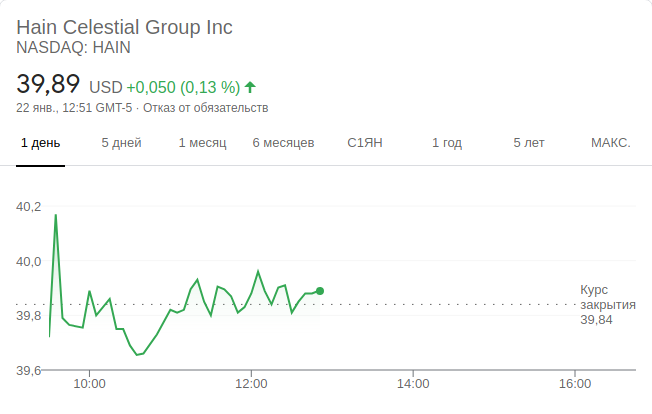 Hain Celestial Group Inc
NASDAQ: HAIN
39,89 USD +0,050 (0,13 %)
22 янв., 12:51 GMT-5 · Отказ от обязательств
1 день 5 дней 1 месяц 6 месяцев С1ЯН 1 год 5 лет МАКС.
40,2
40,0
39,8
39,6
Курс
закрытия
39,84
10:00 12:00 14:00 16:00